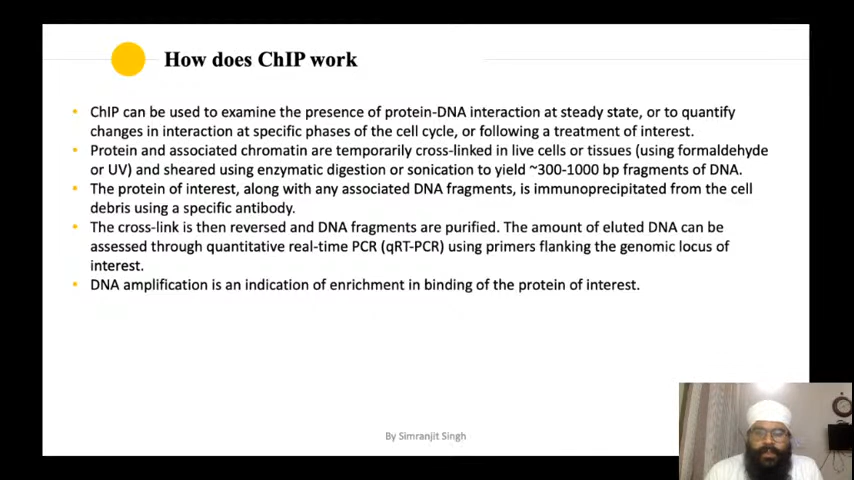 How does ChIP work
• ChIP can be used to examine the presence of protein-DNA interaction at steady state, or to quantify
changes in interaction at specific phases of the cell cycle, or following a treatment of interest.
• Protein and associated chromatin are temporarily cross-linked in live cells or tissues (using formaldehyde
or UV) and sheared using enzymatic digestion or sonication to yield ~300-1000 bp fragments of DNA.
• The protein of interest, along with any associated DNA fragments, is immunoprecipitated from the cell
debris using a specific antibody.
• The cross-link is then reversed and DNA fragments are purified. The amount of eluted DNA can be
assessed through quantitative real-time PCR (qRT-PCR) using primers flanking the genomic locus of
interest.
• DNA amplification is an indication of enrichment in binding of the protein of interest.
By Simranjit Singh